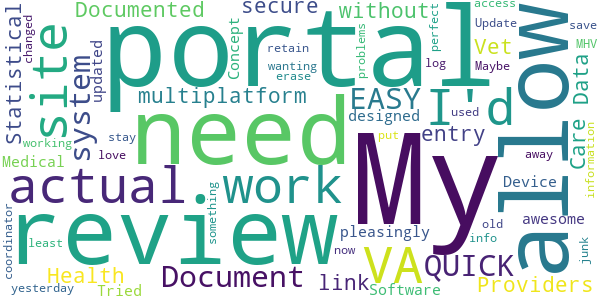 Documented
secure
without
access
Update
save
perfect
Concept
portal
changed
Statistical
site
system
updated
retain
wanting
erase
problems
log
Maybe
Vet
MHV
allow
multiplatform
EASY
I'd
designed
entry
Data
Care
information
working
Medical
stay
love
need
put
used
away
actual
work
My
Device
old
info
awesome
review
something
pleasingly
coordinator
least
now
VA
QUICK
junk
Health
Document
link
Software
Providers
yesterday
Tried